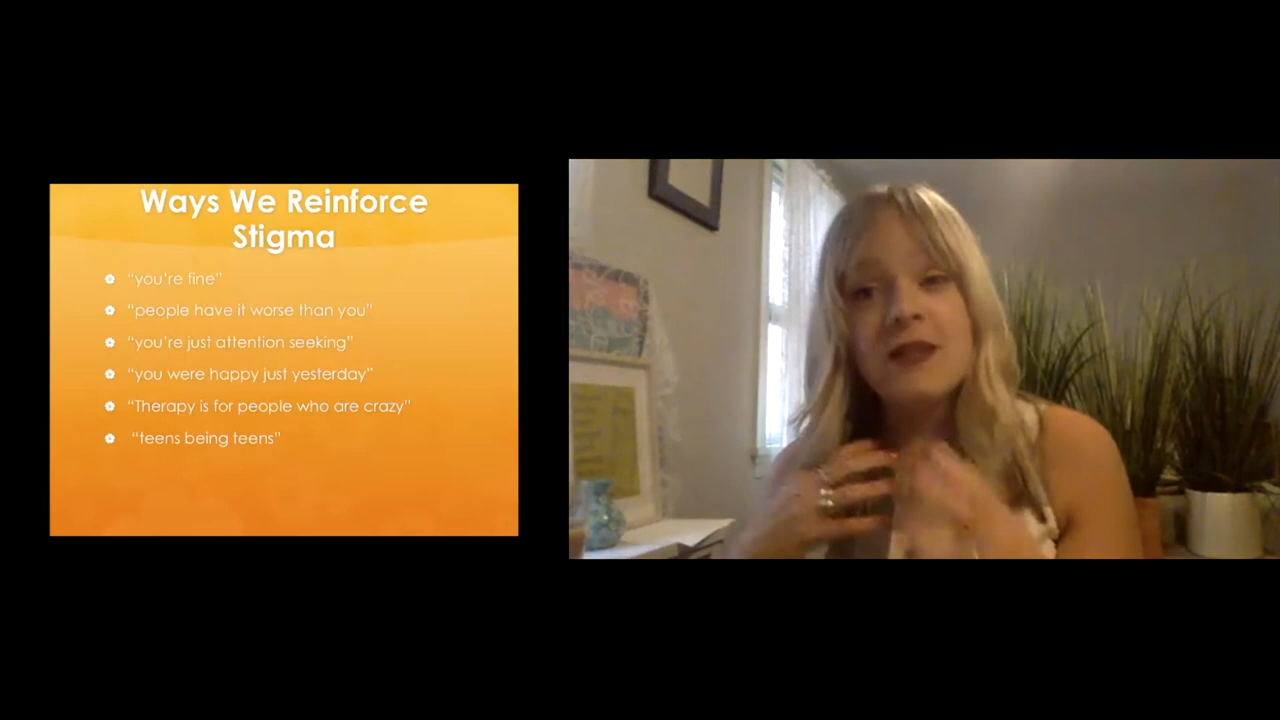 Ways We Reinforce
Stigma
“you’re fine”
“people have it worse than you”
“you’re just attention seeking”
“you were happy just yesterday”
“Therapy is for people who are crazy”
“teens being teens”